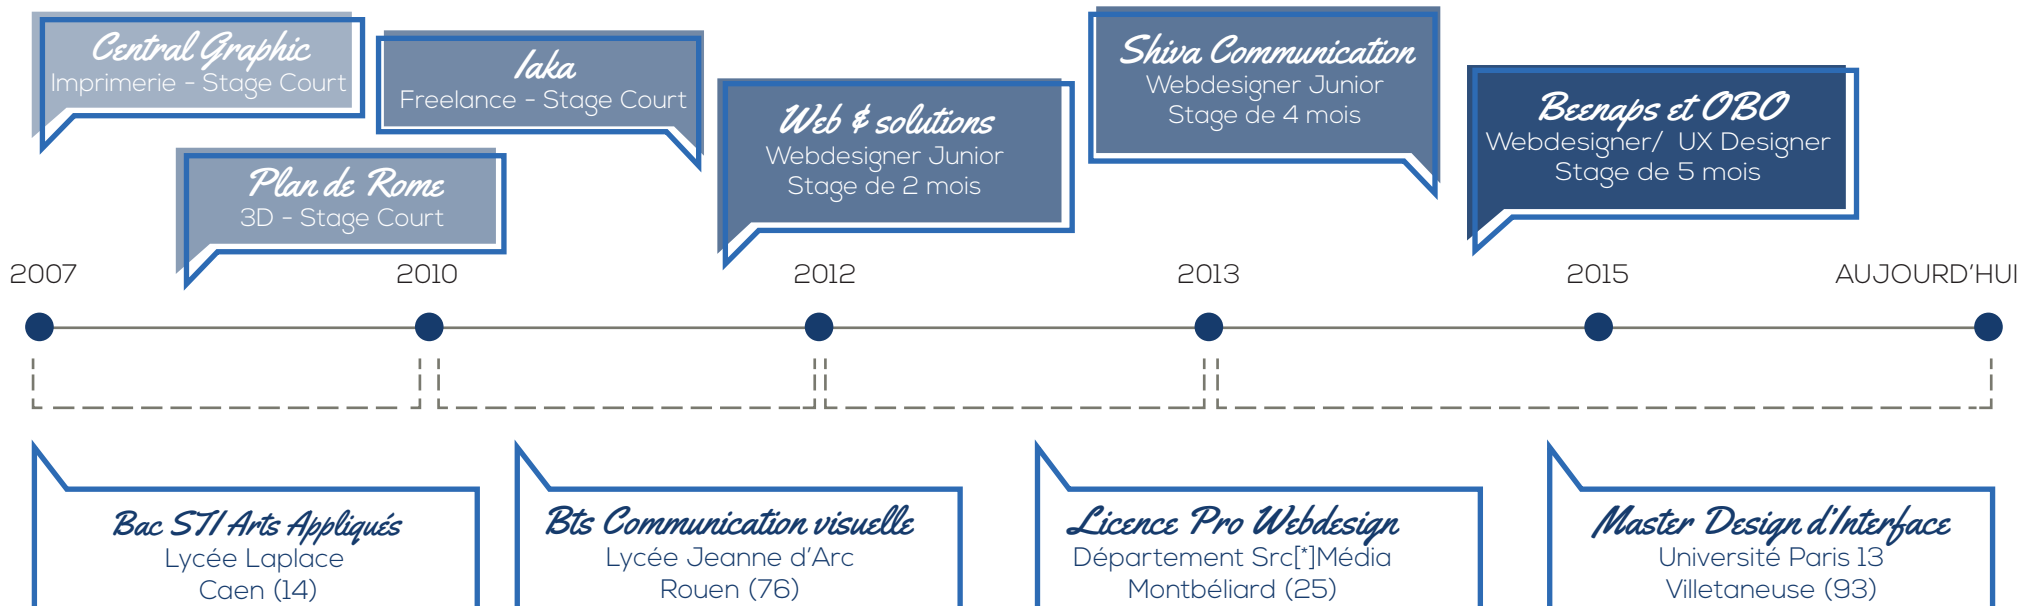 Central Graphic
Imprimerie - Stage Court
Iaka
Freelance - Stage Court
Plan de Rome
3D - Stage Court
Web & solutions
Webdesigner Junior
Stage de 2 mois
Shiva Communication
Webdesigner Junior
Stage de 4 mois
Beenaps et OBO
Webdesigner/ UX Designer
Stage de 5 mois
2007
2010
2012
2013
2015
AUJOURD'HUI
Bac STI Arts Appliqués
Lycée Laplace
Caen (14)
Bts Communication visuelle
Lycée Jeanne d'Arc
Rouen (76)
Licence Pro Webdesign
Département Src[*]Média
Montbéliard (25)
Master Design d'Interface
Université Paris 13
Villetaneuse (93)